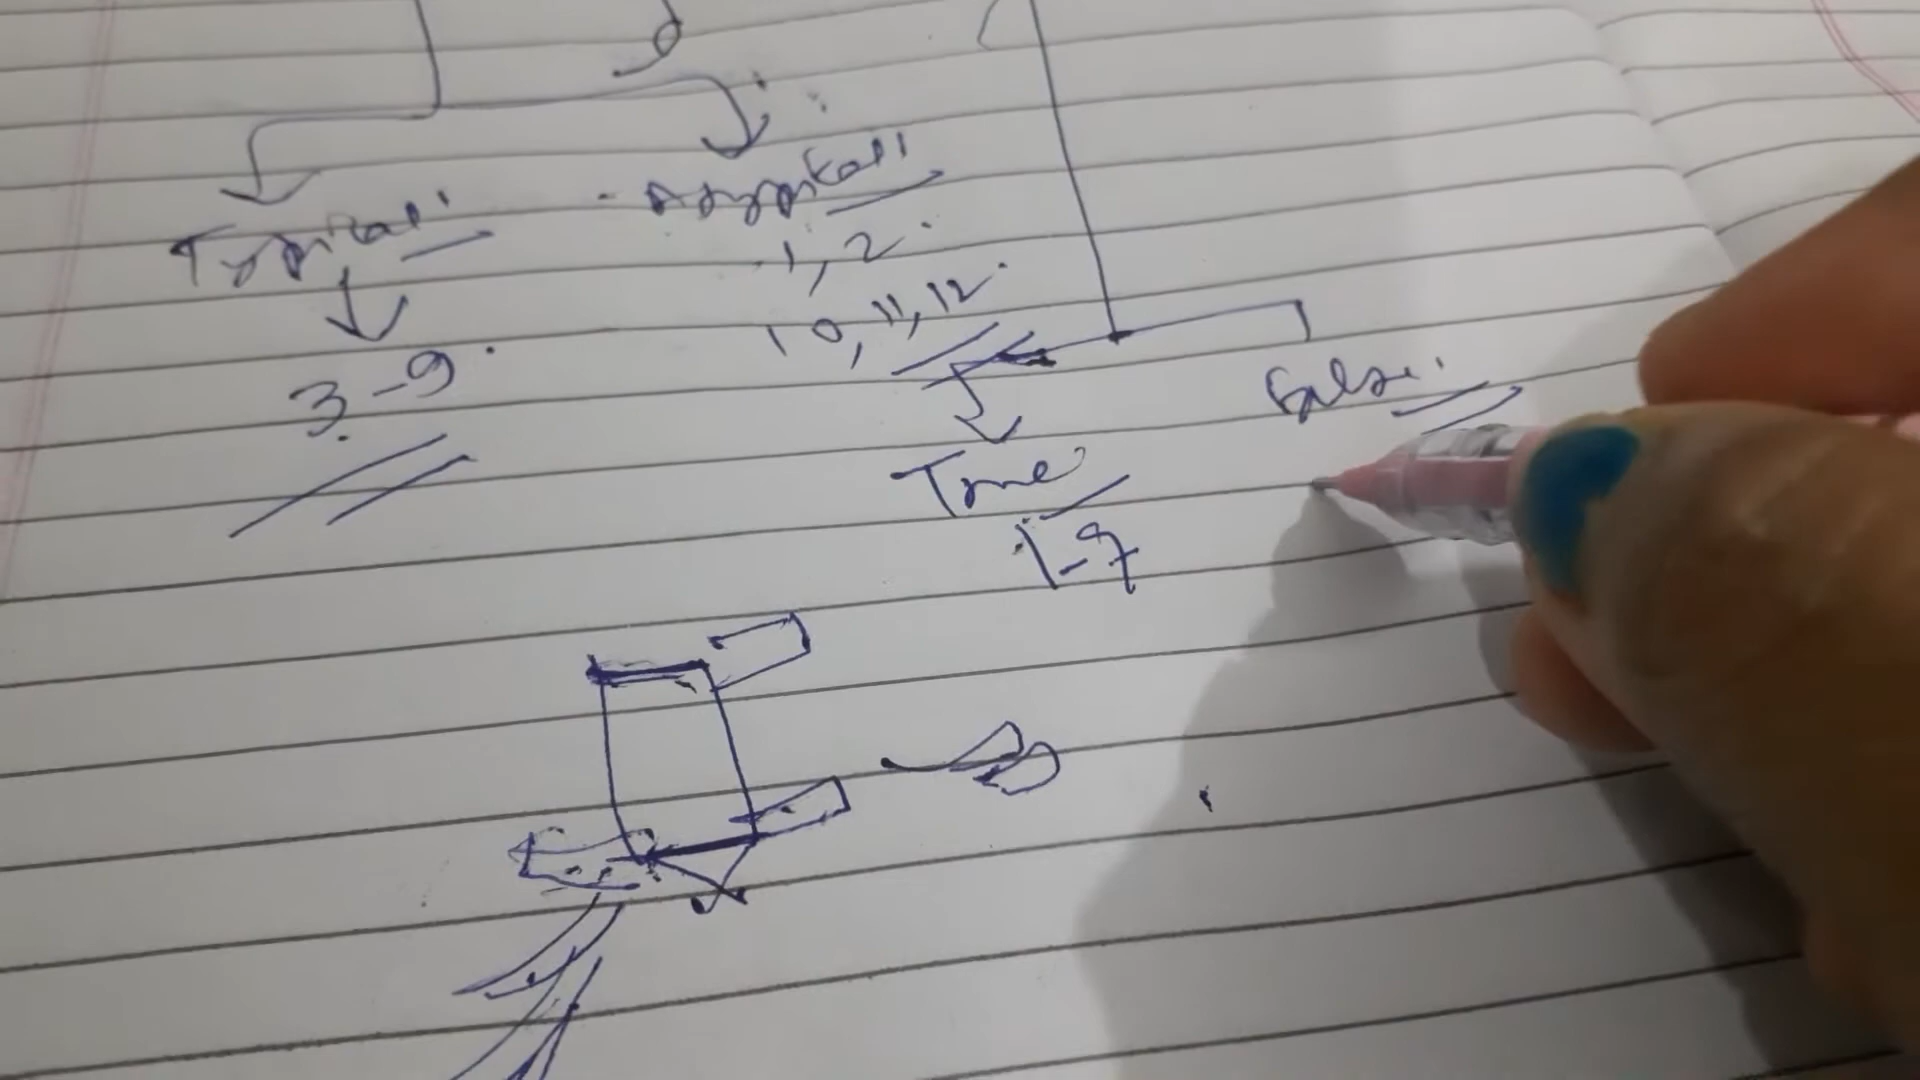 Typical:
3-9.
Atypical:
1, 2.
10, 11, 12.
True
1-7
False.